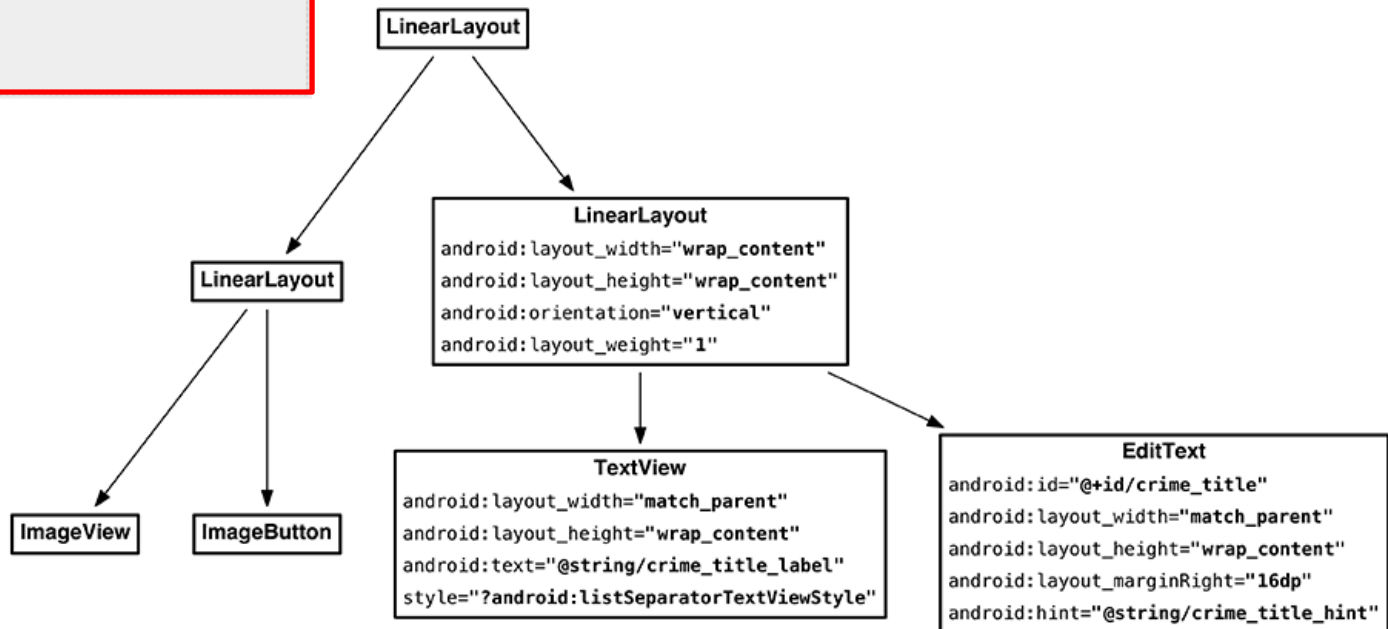 LinearLayout
LinearLayout
android:layout_width="wrap_content"
android:layout_height="wrap_content"
android:orientation="vertical"
android:layout_weight="1"
LinearLayout
ImageView
ImageButton
TextView
android:layout_width="match_parent"
android:layout_height="wrap_content"
android:text="@string/crime_title_label"
style="?android:listSeparatorTextViewStyle"
EditText
android:id="@+id/crime_title"
android:layout_width="match_parent"
android:layout_height="wrap_content"
android:layout_marginRight="16dp"
android:hint="@string/crime_title_hint"